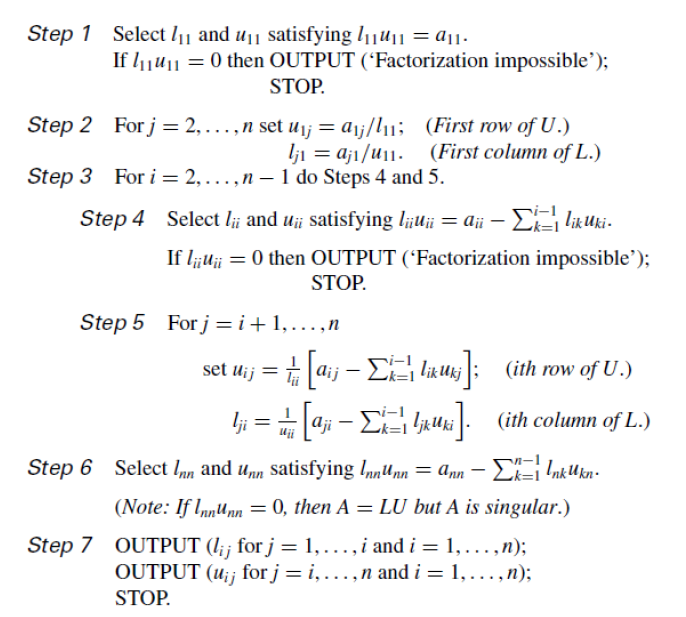 Step 1 Select l₁₁ and u₁₁ satisfying l₁₁u₁₁ = a₁₁.
If l₁₁u₁₁ = 0 then OUTPUT (‘Factorization impossible’);
STOP.
Step 2 For j = 2, . . . , n set u₁ⱼ = a₁ⱼ/l₁₁; (First row of U.)
lⱼ₁ = aⱼ₁/u₁₁. (First column of L.)
Step 3 For i = 2, . . . , n − 1 do Steps 4 and 5.
Step 4 Select lᵢᵢ and uᵢᵢ satisfying lᵢᵢuᵢᵢ = aᵢᵢ − ∑_{k=1}^{i−1} lᵢₖuₖᵢ.
If lᵢᵢuᵢᵢ = 0 then OUTPUT (‘Factorization impossible’);
STOP.
Step 5 For j = i + 1, . . . , n
set uᵢⱼ = 1/lᵢᵢ [aᵢⱼ − ∑_{k=1}^{i−1} lᵢₖuₖⱼ]; (ith row of U.)
lⱼᵢ = 1/uᵢᵢ [aⱼᵢ − ∑_{k=1}^{i−1} lⱼₖuₖᵢ]. (ith column of L.)
Step 6 Select lₙₙ and uₙₙ satisfying lₙₙuₙₙ = aₙₙ − ∑_{k=1}^{n−1} lₙₖuₖₙ.
(Note: If lₙₙuₙₙ = 0, then A = LU but A is singular.)
Step 7 OUTPUT (lᵢⱼ for j = 1, . . . , i and i = 1, . . . , n);
OUTPUT (uᵢⱼ for j = i, . . . , n and i = 1, . . . , n);
STOP.